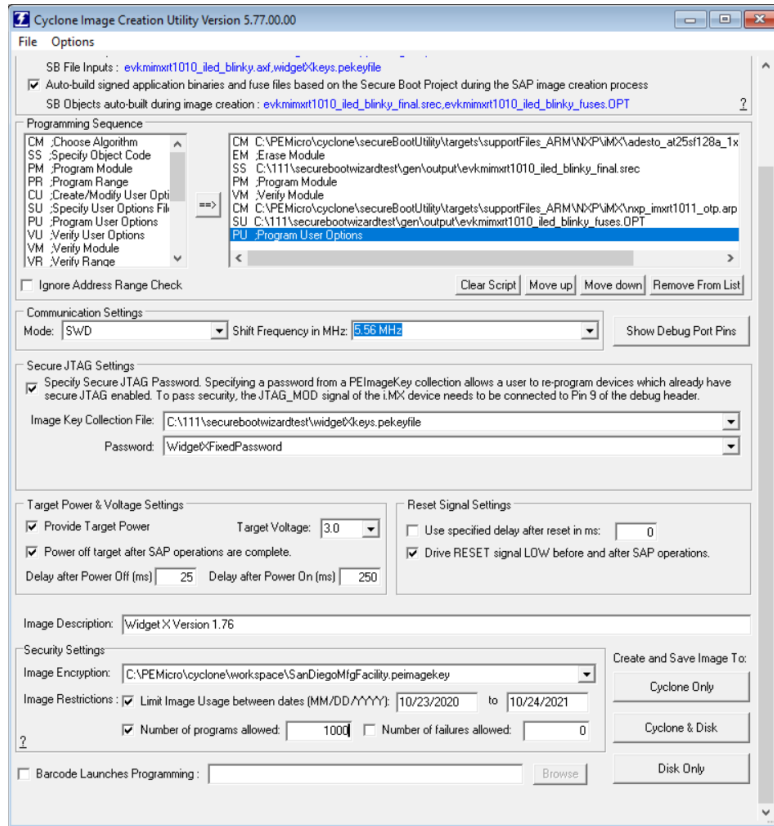 Cyclone Image Creation Utility Version 5.77.00.00
File Options
SB File Inputs : evkmimxrt1010_iled_blinky.axf,widgetXkeys.pekeyfile
Auto-build signed application binaries and fuse files based on the Secure Boot Project during the SAP image creation process
SB Objects auto-built during image creation : evkmimxrt1010_iled_blinky_final.srec,evkmimxrt1010_iled_blinky_fuses.OPT ?
Programming Sequence
CM ;Choose Algorithm
SS ;Specify Object Code
PM ;Program Module
PR ;Program Range
CU ;Create/Modify User Opti
SU ;Specify User Options Fil
PU ;Program User Options
VU ;Verify User Options
VM ;Verify Module
VR ;Verify Range
==>
CM C:\PEMicro\cyclone\secureBootUtility\targets\supportFiles_ARM\NXP\iMX\adesto_at25sf128a_1x
EM ;Erase Module
SS C:\111\securebootwizardtest\gen\output\evkmimxrt1010_iled_blinky_final.srec
PM ;Program Module
VM ;Verify Module
CM C:\PEMicro\cyclone\secureBootUtility\targets\supportFiles_ARM\NXP\iMX\nxp_imxrt1011_otp.arp
SU C:\111\securebootwizardtest\gen\output\evkmimxrt1010_iled_blinky_fuses.OPT
PU ;Program User Options
Ignore Address Range Check
Clear Script Move up Move down Remove From List
Communication Settings
Mode: SWD Shift Frequency in MHz: 5.56 MHz Show Debug Port Pins
Secure JTAG Settings
Specify Secure JTAG Password. Specifying a password from a PEImageKey collection allows a user to re-program devices which already have
secure JTAG enabled. To pass security, the JTAG_MOD signal of the i.MX device needs to be connected to Pin 9 of the debug header.
Image Key Collection File: C:\111\securebootwizardtest\widgetXkeys.pekeyfile
Password: WidgetXFixedPassword
Target Power & Voltage Settings
Provide Target Power Target Voltage: 3.0
Power off target after SAP operations are complete.
Delay after Power Off (ms) 25 Delay after Power On (ms) 250
Reset Signal Settings
Use specified delay after reset in ms: 0
Drive RESET signal LOW before and after SAP operations.
Image Description: Widget X Version 1.76
Security Settings
Image Encryption: C:\PEMicro\cyclone\workspace\SanDiegoMfgFacility.peimagekey
Image Restrictions : Limit Image Usage between dates (MM/DD/YYYY): 10/23/2020 to 10/24/2021
Number of programs allowed: 1000 Number of failures allowed: 0
?
Create and Save Image To:
Cyclone Only
Cyclone & Disk
Disk Only
Barcode Launches Programming : Browse